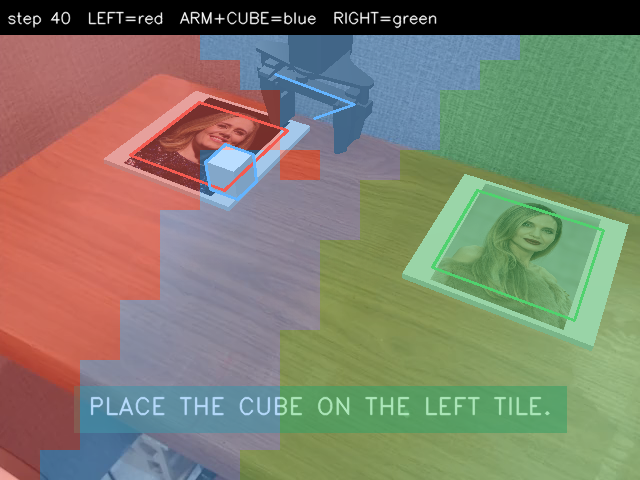 step 40 LEFT=red ARM+CUBE=blue RIGHT=green
PLACE THE CUBE ON THE LEFT TILE.